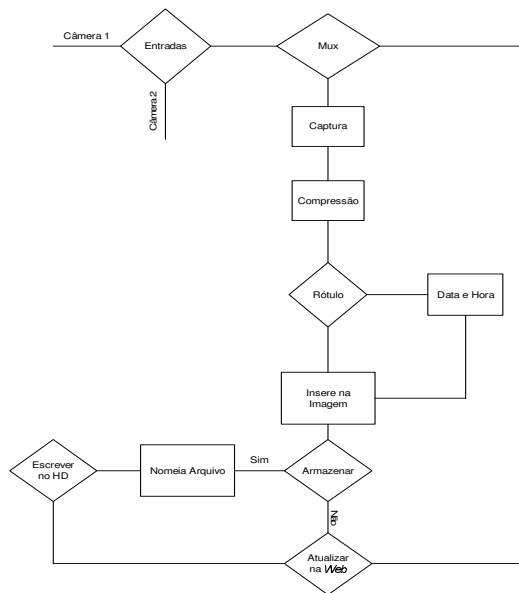 Câmera 1
Entradas
Mux
Câmera 2
Captura
Compressão
Rótulo
Data e Hora
Insere na
Imagem
Escrever
no HD
Nomeia Arquivo
Sim
Armazenar
Não
Atualizar
na Web